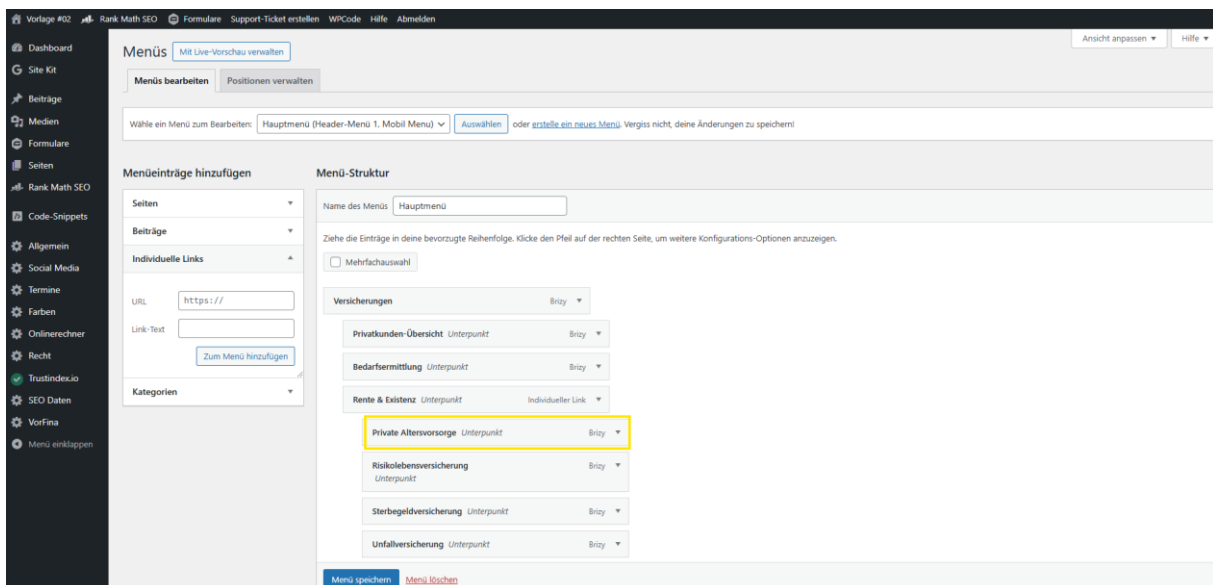 Vorlage #02 Rank Math SEO Formulare Support-Ticket erstellen WPCode Hilfe Abmelden
Ansicht anpassen Hilfe
Dashboard
Site Kit
Beiträge
Medien
Formulare
Seiten
Rank Math SEO
Code-Snippets
Allgemein
Social Media
Termine
Farben
Onlinerechner
Recht
Trustindex.io
SEO Daten
VorFina
Menü einklappen
Menüs Mit Live-Vorschau verwalten
Menüs bearbeiten Positionen verwalten
Wähle ein Menü zum Bearbeiten: Hauptmenü (Header-Menü 1, Mobil Menu) Auswählen oder erstelle ein neues Menü. Vergiss nicht, deine Änderungen zu speichern!
Menüeinträge hinzufügen
Seiten
Beiträge
Individuelle Links
URL https://
Link-Text
Zum Menü hinzufügen
Kategorien
Menü-Struktur
Name des Menüs Hauptmenü
Ziehe die Einträge in deine bevorzugte Reihenfolge. Klicke den Pfeil auf der rechten Seite, um weitere Konfigurations-Optionen anzuzeigen.
Mehrfachauswahl
Versicherungen Brizy
Privatkunden-Übersicht Unterpunkt Brizy
Bedarfsermittlung Unterpunkt Brizy
Rente & Existenz Unterpunkt Individueller Link
Private Altersvorsorge Unterpunkt Brizy
Risikolebensversicherung Brizy
Unterpunkt
Sterbegeldversicherung Unterpunkt Brizy
Unfallversicherung Unterpunkt Brizy
Menü speichern Menü löschen